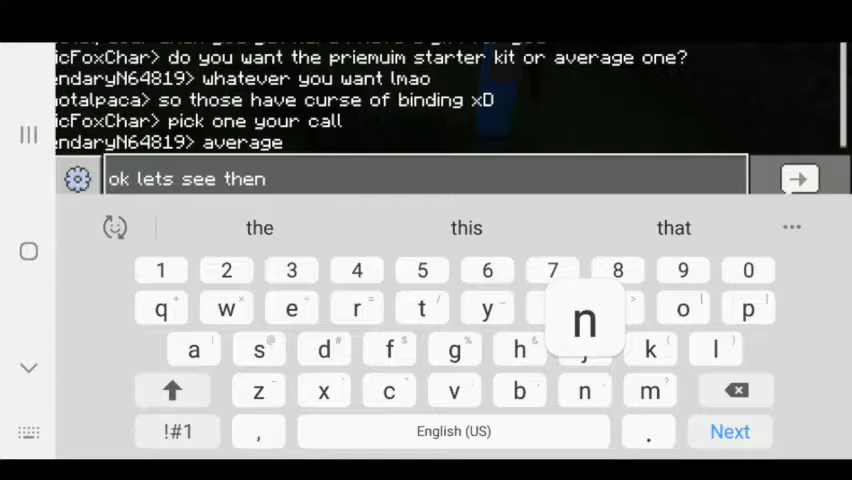 icFoxChar> do you want the priemuim starter kit or average one?
endaryN64819> whatever you want lmao
otalpaca> so those have curse of binding xD
icFoxChar> pick one your call
endaryN64819> average
ok lets see then
the this that
1 2 3 4 5 6 7 8 9 0
q w e r t y o p
n
a s d f g h j k l
z x c v b n m
!#1 , English (US) . Next